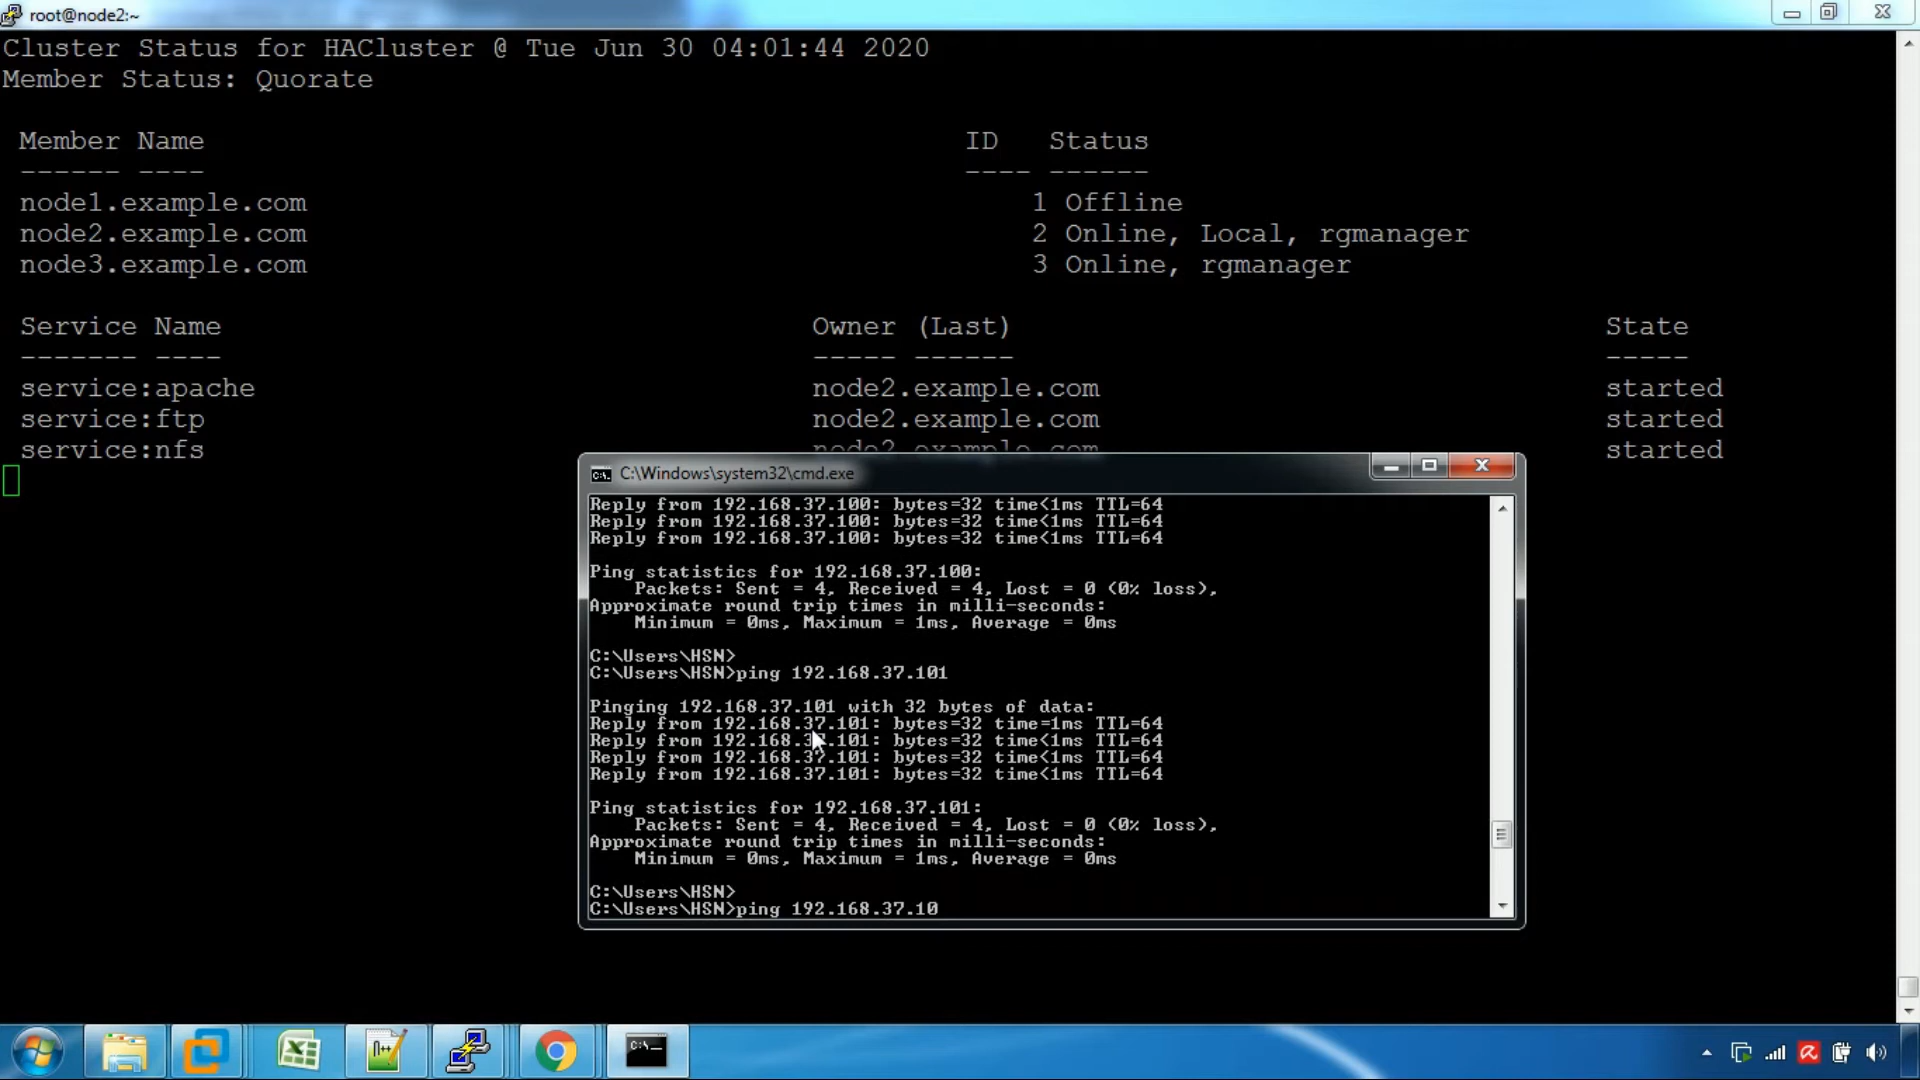 root@node2:~
Cluster Status for HACluster @ Tue Jun 30 04:01:44 2020
Member Status: Quorate
Member Name ID Status
------ ---- ---- ------
node1.example.com 1 Offline
node2.example.com 2 Online, Local, rgmanager
node3.example.com 3 Online, rgmanager
Service Name Owner (Last) State
------- ---- ----- ------ -----
service:apache node2.example.com started
service:ftp node2.example.com started
service:nfs node2.example.com started
C:\Windows\system32\cmd.exe
Reply from 192.168.37.100: bytes=32 time<1ms TTL=64
Reply from 192.168.37.100: bytes=32 time<1ms TTL=64
Reply from 192.168.37.100: bytes=32 time<1ms TTL=64
Ping statistics for 192.168.37.100:
Packets: Sent = 4, Received = 4, Lost = 0 (0% loss),
Approximate round trip times in milli-seconds:
Minimum = 0ms, Maximum = 1ms, Average = 0ms
C:\Users\HSN>
C:\Users\HSN>ping 192.168.37.101
Pinging 192.168.37.101 with 32 bytes of data:
Reply from 192.168.37.101: bytes=32 time=1ms TTL=64
Reply from 192.168.37.101: bytes=32 time<1ms TTL=64
Reply from 192.168.37.101: bytes=32 time<1ms TTL=64
Reply from 192.168.37.101: bytes=32 time<1ms TTL=64
Ping statistics for 192.168.37.101:
Packets: Sent = 4, Received = 4, Lost = 0 (0% loss),
Approximate round trip times in milli-seconds:
Minimum = 0ms, Maximum = 1ms, Average = 0ms
C:\Users\HSN>
C:\Users\HSN>ping 192.168.37.10